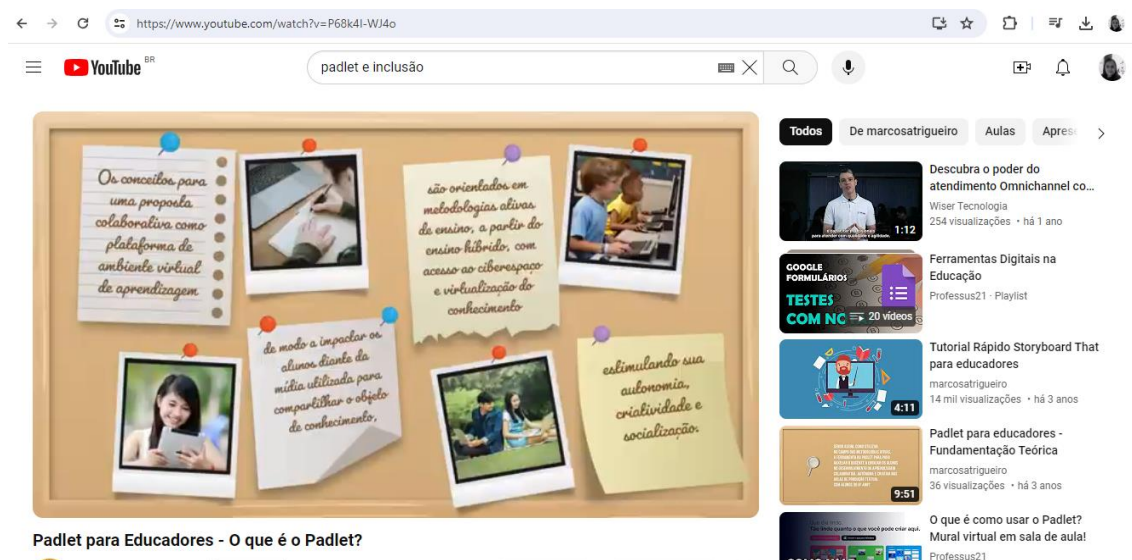 https://www.youtube.com/watch?v=P68k4I-WJ4o
YouTube BR
padlet e inclusão
Os conceitos para
uma proposta
colaborativa como
plataforma de
ambiente virtual
de aprendizagem
são orientados em
metodologias ativas
de ensino, a partir do
ensino híbrido, com
acesso ao ciberespaço
e virtualização do
conhecimento
de modo a impactar os
alunos diante da
mídia utilizada para
compartilhar o objeto
de conhecimento,
estimulando sua
autonomia,
criatividade e
socialização.
Padlet para Educadores - O que é o Padlet?
Todos
De marcosatrigueiro
Aulas
Aprese
1:12
Descubra o poder do
atendimento Omnichannel co...
Wiser Tecnologia
254 visualizações • há 1 ano
GOOGLE
FORMULÁRIOS
TESTES
COM NO
20 vídeos
Ferramentas Digitais na
Educação
Professus21 · Playlist
4:11
Tutorial Rápido Storyboard That
para educadores
marcosatrigueiro
14 mil visualizações • há 3 anos
9:51
Padlet para educadores -
Fundamentação Teórica
marcosatrigueiro
36 visualizações • há 3 anos
O que é como usar o Padlet?
Mural virtual em sala de aula!
Professus21